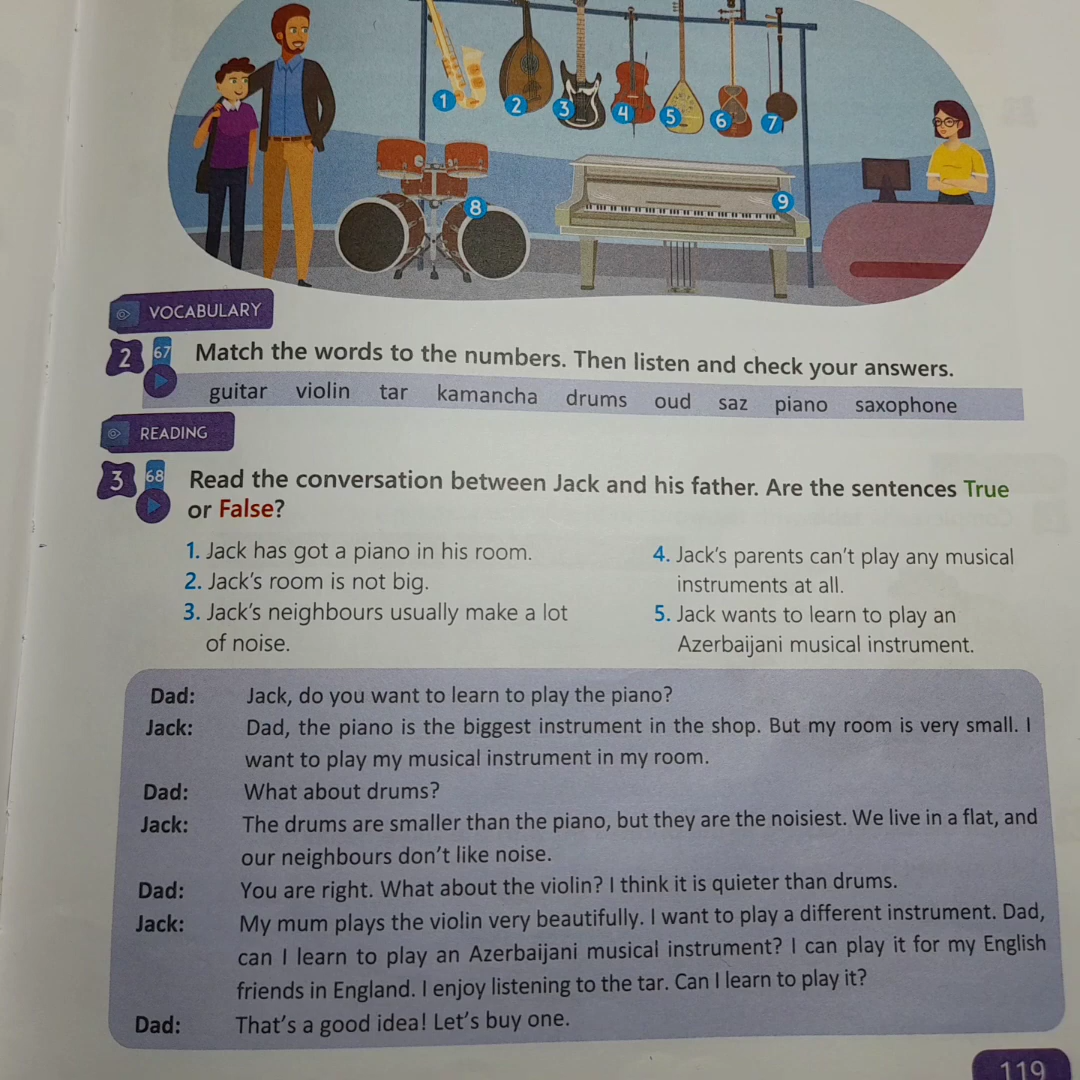 1
2
3
4
5
6
7
8
9
VOCABULARY
2 67 Match the words to the numbers. Then listen and check your answers.
guitar violin tar kamancha drums oud saz piano saxophone
READING
3 68 Read the conversation between Jack and his father. Are the sentences True
or False?
1. Jack has got a piano in his room.
2. Jack's room is not big.
3. Jack's neighbours usually make a lot
of noise.
4. Jack's parents can't play any musical
instruments at all.
5. Jack wants to learn to play an
Azerbaijani musical instrument.
Dad: Jack, do you want to learn to play the piano?
Jack: Dad, the piano is the biggest instrument in the shop. But my room is very small. I
want to play my musical instrument in my room.
Dad: What about drums?
Jack: The drums are smaller than the piano, but they are the noisiest. We live in a flat, and
our neighbours don't like noise.
Dad: You are right. What about the violin? I think it is quieter than drums.
Jack: My mum plays the violin very beautifully. I want to play a different instrument. Dad,
can I learn to play an Azerbaijani musical instrument? I can play it for my English
friends in England. I enjoy listening to the tar. Can I learn to play it?
Dad: That's a good idea! Let's buy one.
119